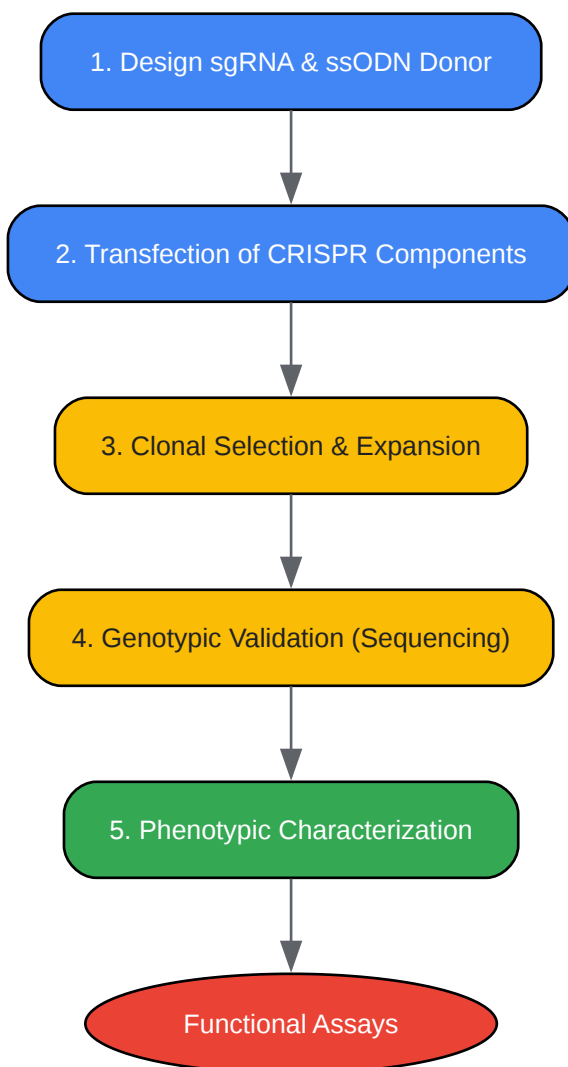 1. Design sgRNA & ssODN Donor
2. Transfection of CRISPR Components
3. Clonal Selection & Expansion
4. Genotypic Validation (Sequencing)
5. Phenotypic Characterization
Functional Assays